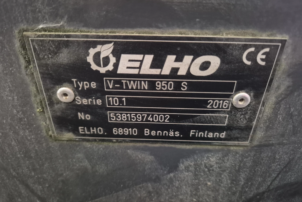 ELHO CE
Type V-TWIN 950 S
Serie 10.1 2016
No 53815974002
ELHO, 68910 Bennäs, Finland